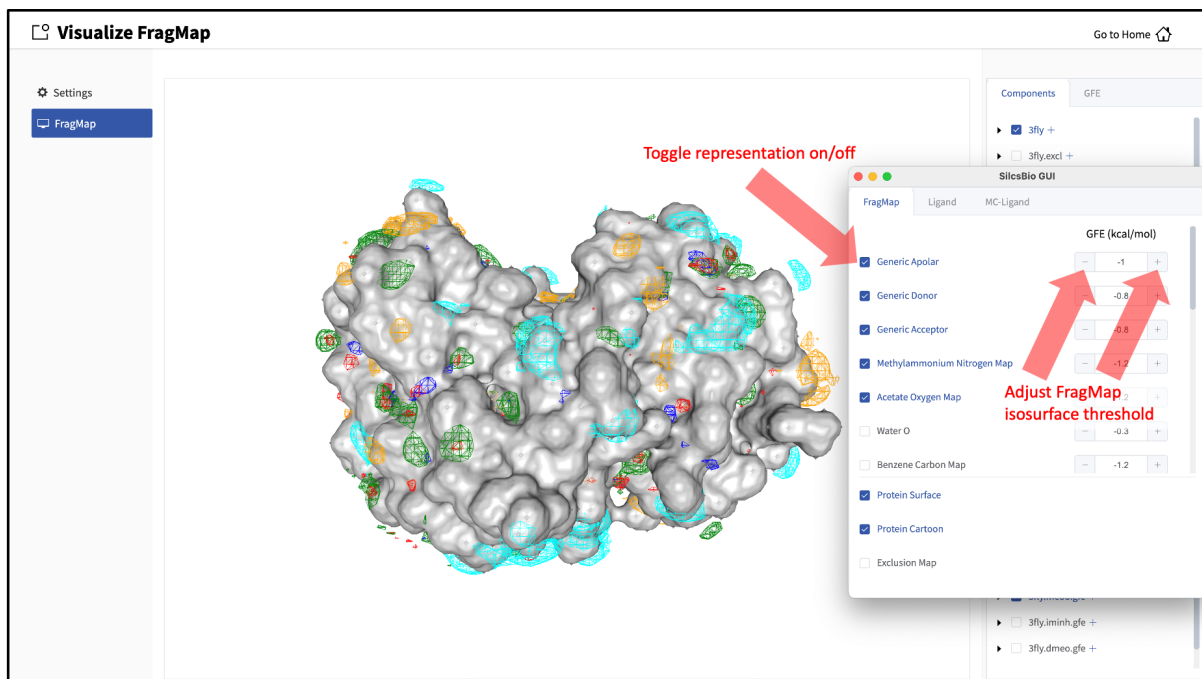 Visualize FragMap
Go to Home
Settings
FragMap
Components
GFE
3fly +
3fly.excl +
Toggle representation on/off
SilcsBio GUI
FragMap
Ligand
MC-Ligand
GFE (kcal/mol)
Generic Apolar
− -1 +
Generic Donor
− -0.8 +
Generic Acceptor
− -0.8 +
Methylammonium Nitrogen Map
− -1.2 +
Acetate Oxygen Map
Adjust FragMap
isosurface threshold
Water O
− -0.3 +
Benzene Carbon Map
− -1.2 +
Protein Surface
Protein Cartoon
Exclusion Map
3fly.iminh.gfe +
3fly.dmeo.gfe +